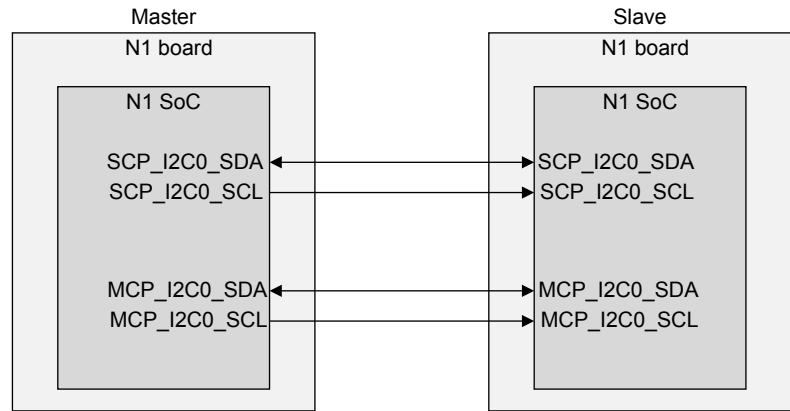 Master
Slave
N1 board
N1 board
N1 SoC
N1 SoC
SCP_I2C0_SDA
SCP_I2C0_SDA
SCP_I2C0_SCL
SCP_I2C0_SCL
MCP_I2C0_SDA
MCP_I2C0_SDA
MCP_I2C0_SCL
MCP_I2C0_SCL